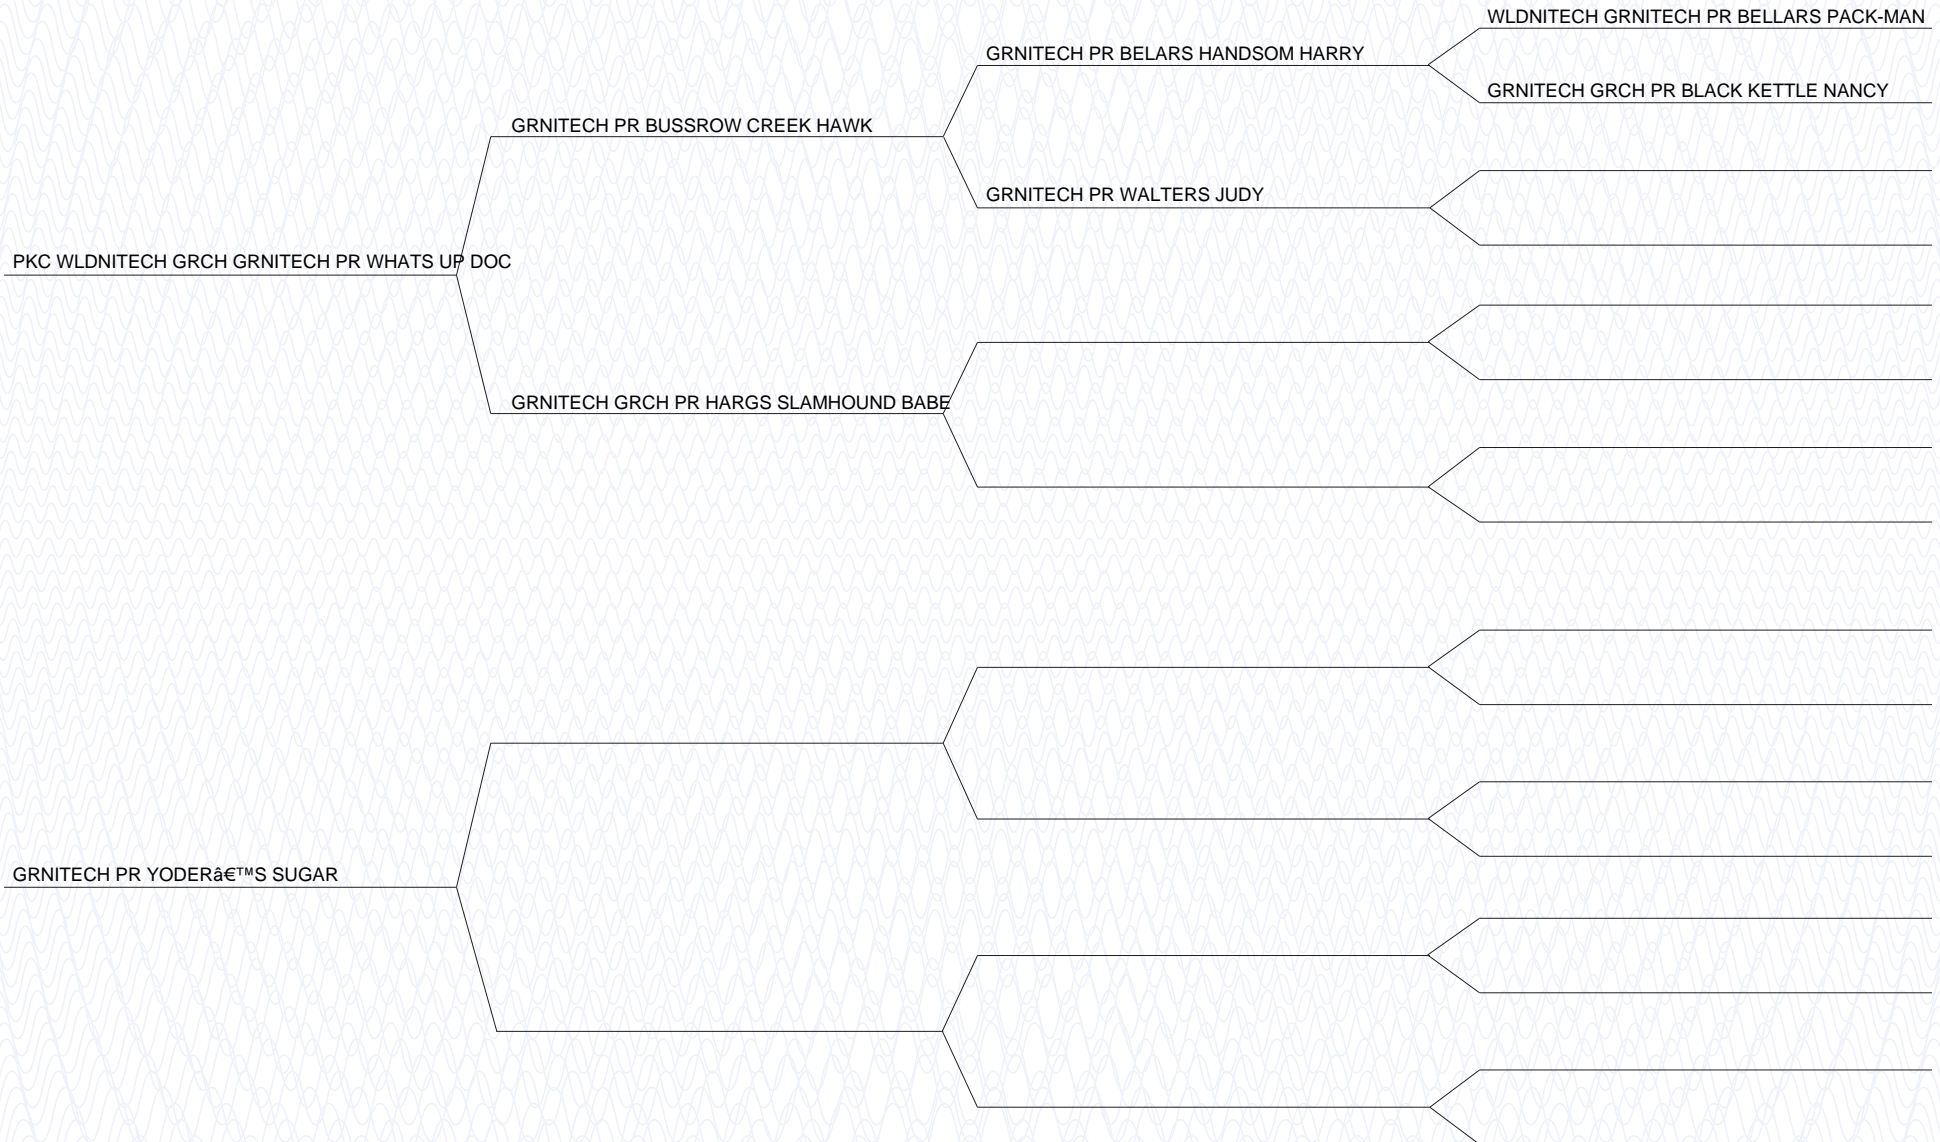 WLDNITECH GRNITECH PR BELLARS PACK-MAN
GRNITECH PR BELARS HANDSOM HARRY
GRNITECH GRCH PR BLACK KETTLE NANCY
GRNITECH PR BUSSROW CREEK HAWK
GRNITECH PR WALTERS JUDY
PKC WLDNITECH GRCH GRNITECH PR WHATS UP DOC
GRNITECH GRCH PR HARGS SLAMHOUND BABE
GRNITECH PR YODER’S SUGAR